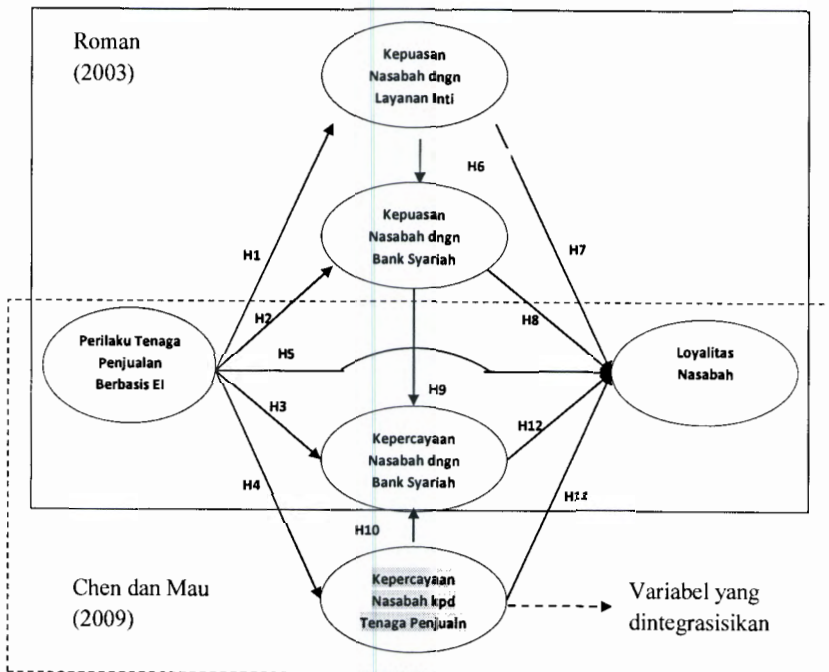 Roman
(2003)
Kepuasan
Nasabah dngn
Layanan Inti
H6
Kepuasan
Nasabah dngn
Bank Syariah
H1
H7
H2
H8
Perilaku Tenaga
Penjualan
Berbasis EI
H5
Loyalitas
Nasabah
H9
H3
H12
Kepercayaan
Nasabah dngn
Bank Syariah
H4
H11
H10
Chen dan Mau
(2009)
Kepercayaan
Nasabah kpd
Tenaga Penjualn
Variabel yang
dintegrasisikan